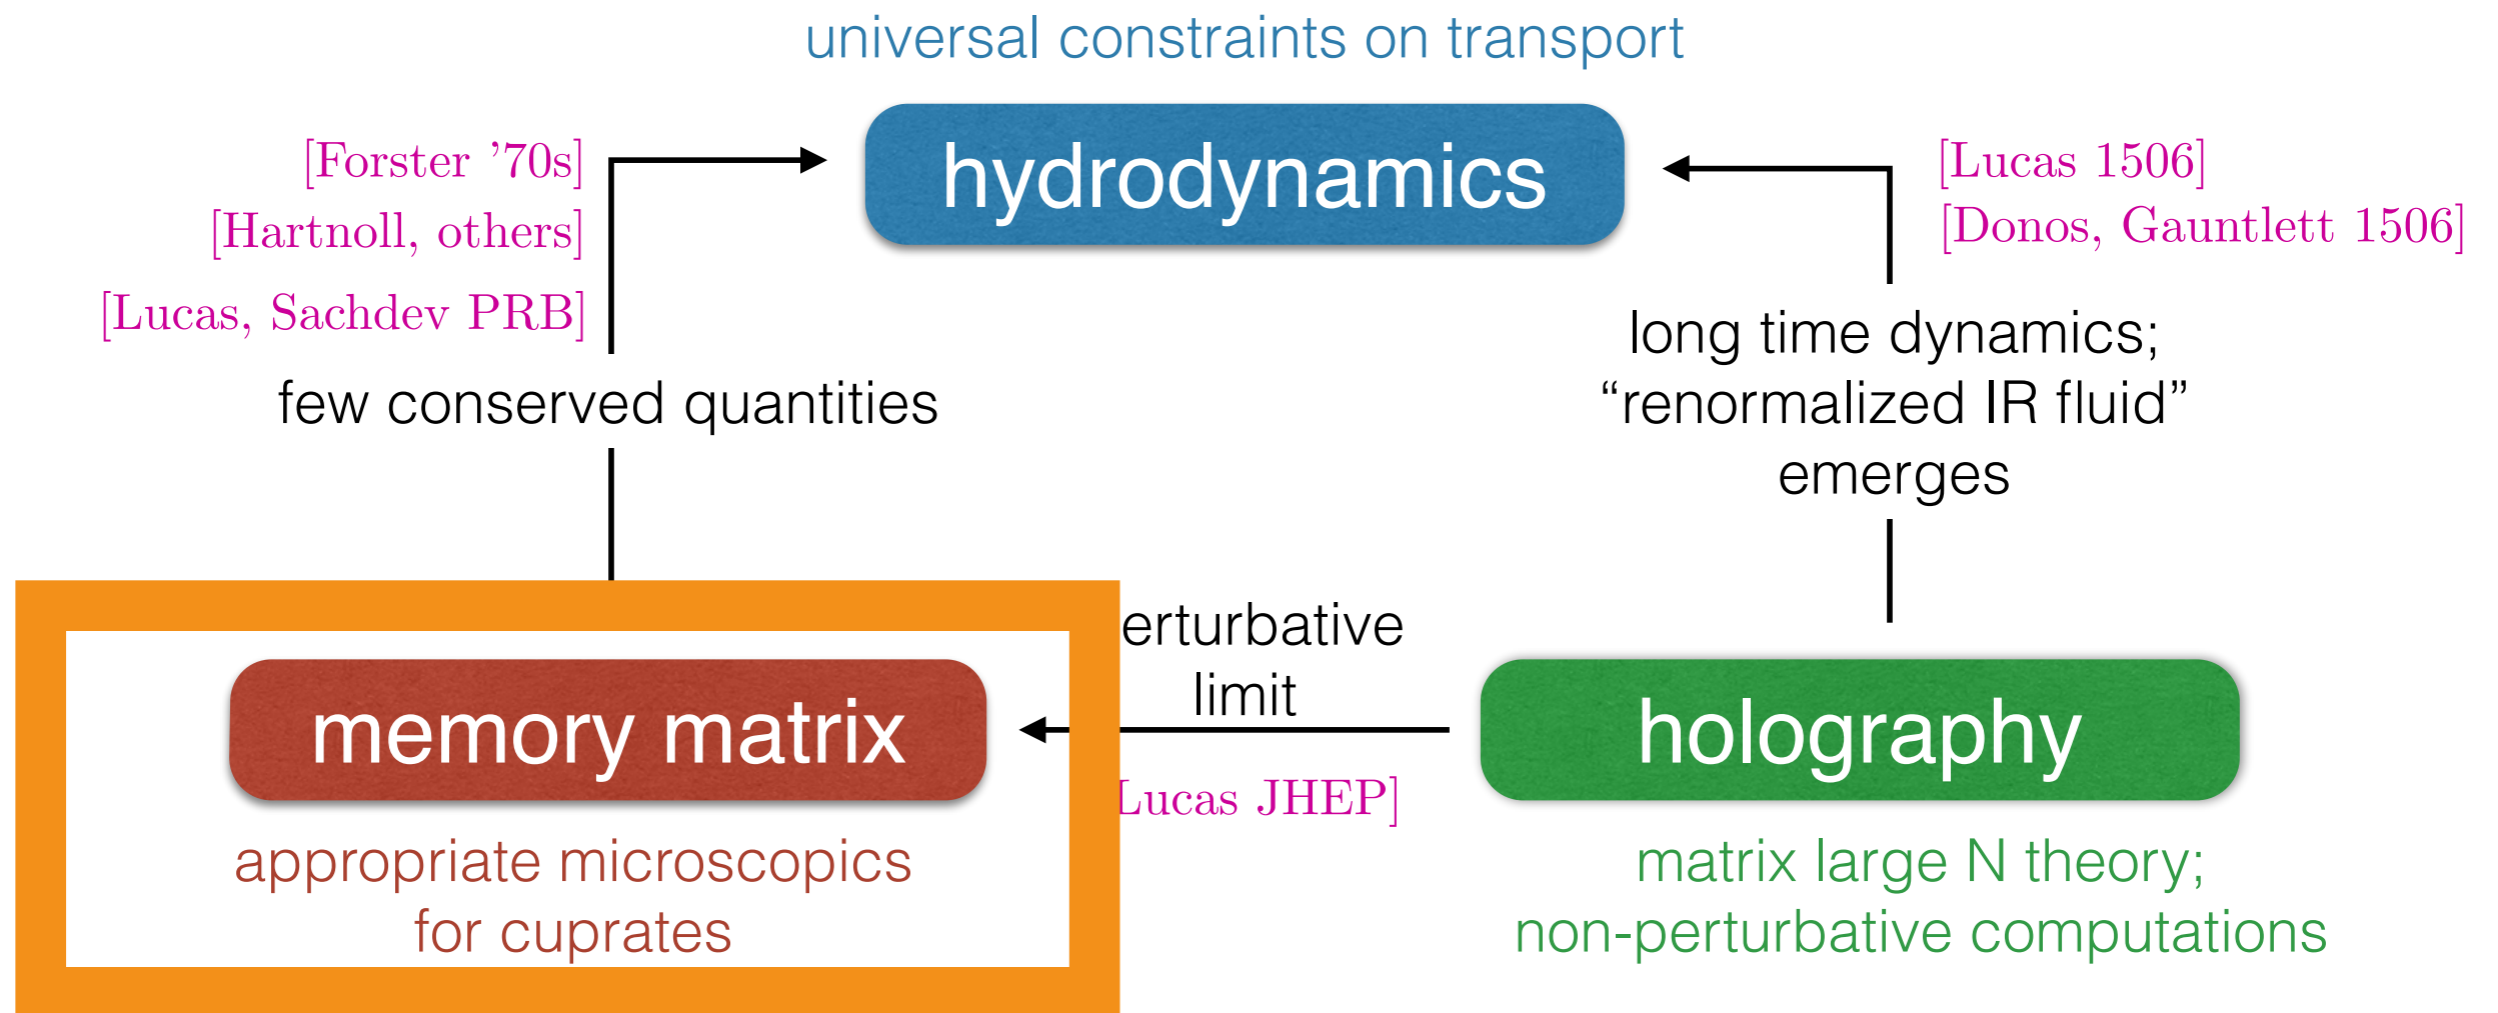 universal constraints on transport
hydrodynamics
[Forster '70s]
[Hartnoll, others]
[Lucas, Sachdev PRB]
few conserved quantities
[Lucas 1506]
[Donos, Gauntlett 1506]
long time dynamics;
“renormalized IR fluid”
emerges
erturbative
limit
Lucas JHEP]
memory matrix
appropriate microscopics
for cuprates
holography
matrix large N theory;
non-perturbative computations